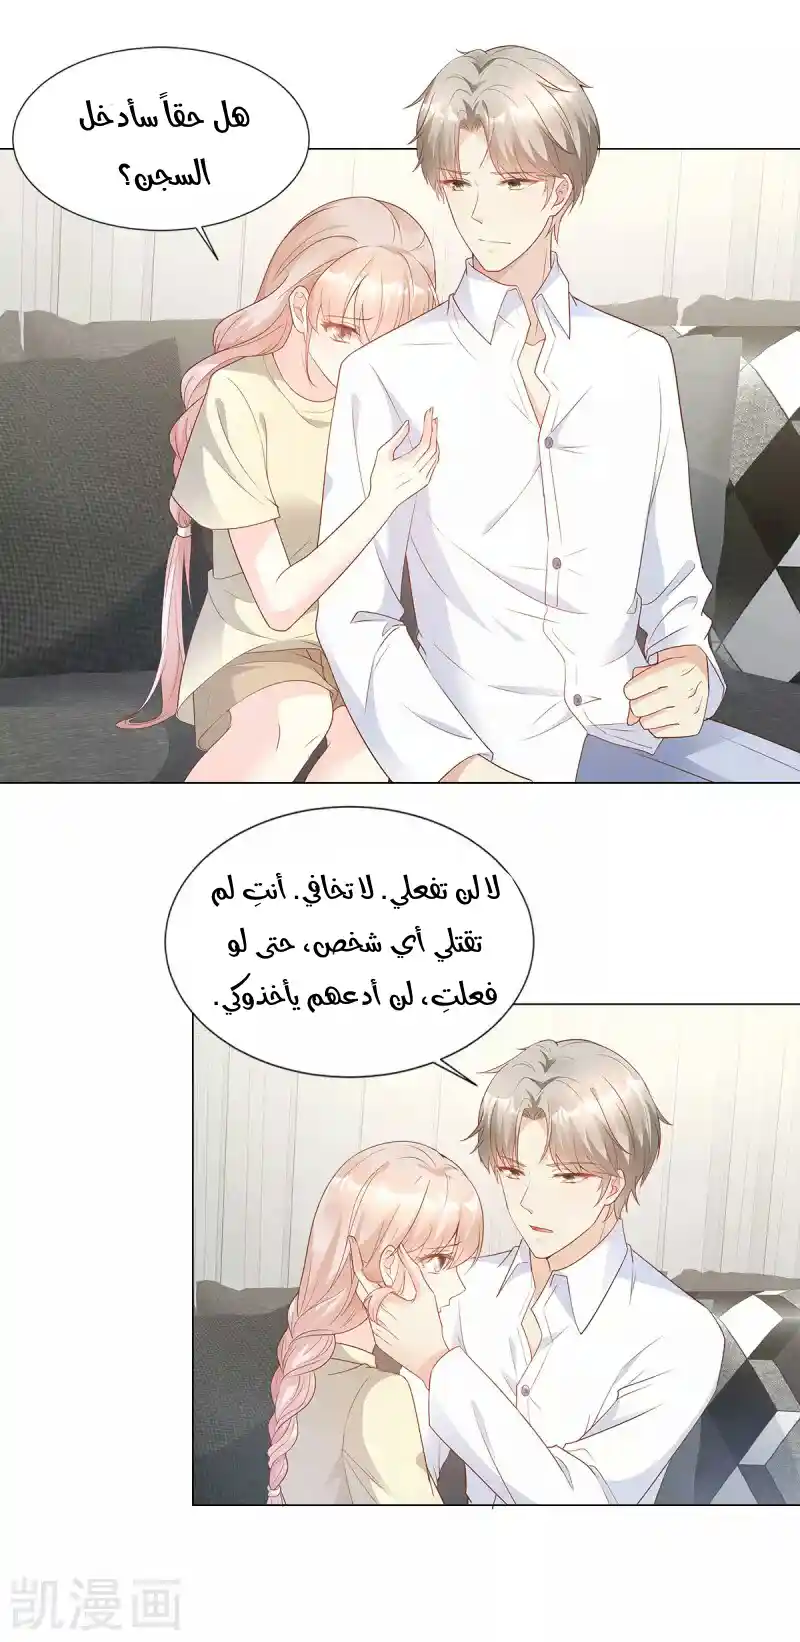 هل حقاً سأدخل
السجن؟
لا لن تفعلي. لا تخافي. أنتِ لم
تقتلي أي شخص، حتى لو
فعلتِ، لن أدعهم يأخذوكي.
凯漫画